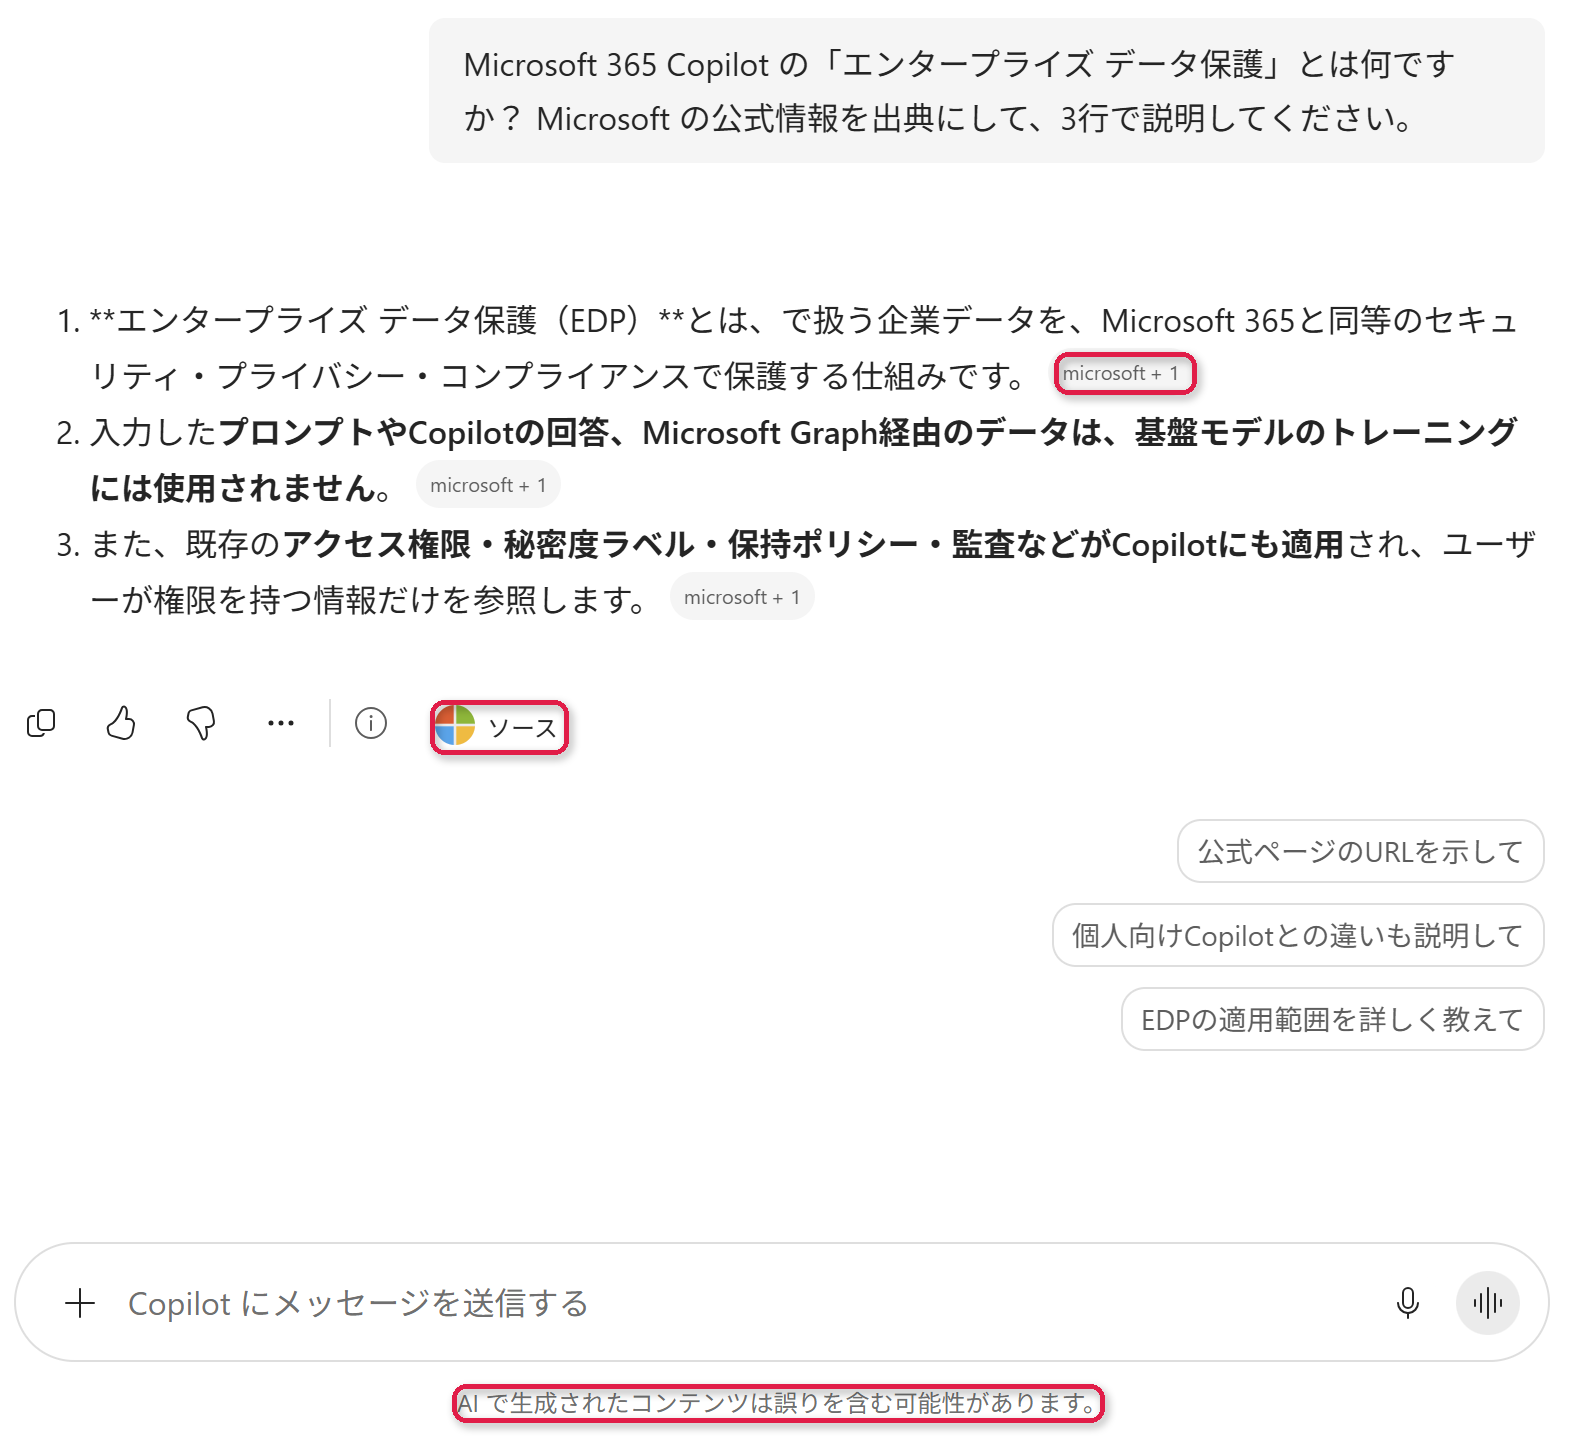 Microsoft 365 Copilot の「エンタープライズ データ保護」とは何です
か？ Microsoft の公式情報を出典にして、3行で説明してください。
1. **エンタープライズ データ保護（EDP）**とは、で扱う企業データを、Microsoft 365と同等のセキュ
リティ・プライバシー・コンプライアンスで保護する仕組みです。 microsoft + 1
2. 入力したプロンプトやCopilotの回答、Microsoft Graph経由のデータは、基盤モデルのトレーニング
には使用されません。 microsoft + 1
3. また、既存のアクセス権限・秘密度ラベル・保持ポリシー・監査などがCopilotにも適用され、ユーザ
ーが権限を持つ情報だけを参照します。 microsoft + 1
ソース
公式ページのURLを示して
個人向けCopilotとの違いも説明して
EDPの適用範囲を詳しく教えて
Copilot にメッセージを送信する
AI で生成されたコンテンツは誤りを含む可能性があります。